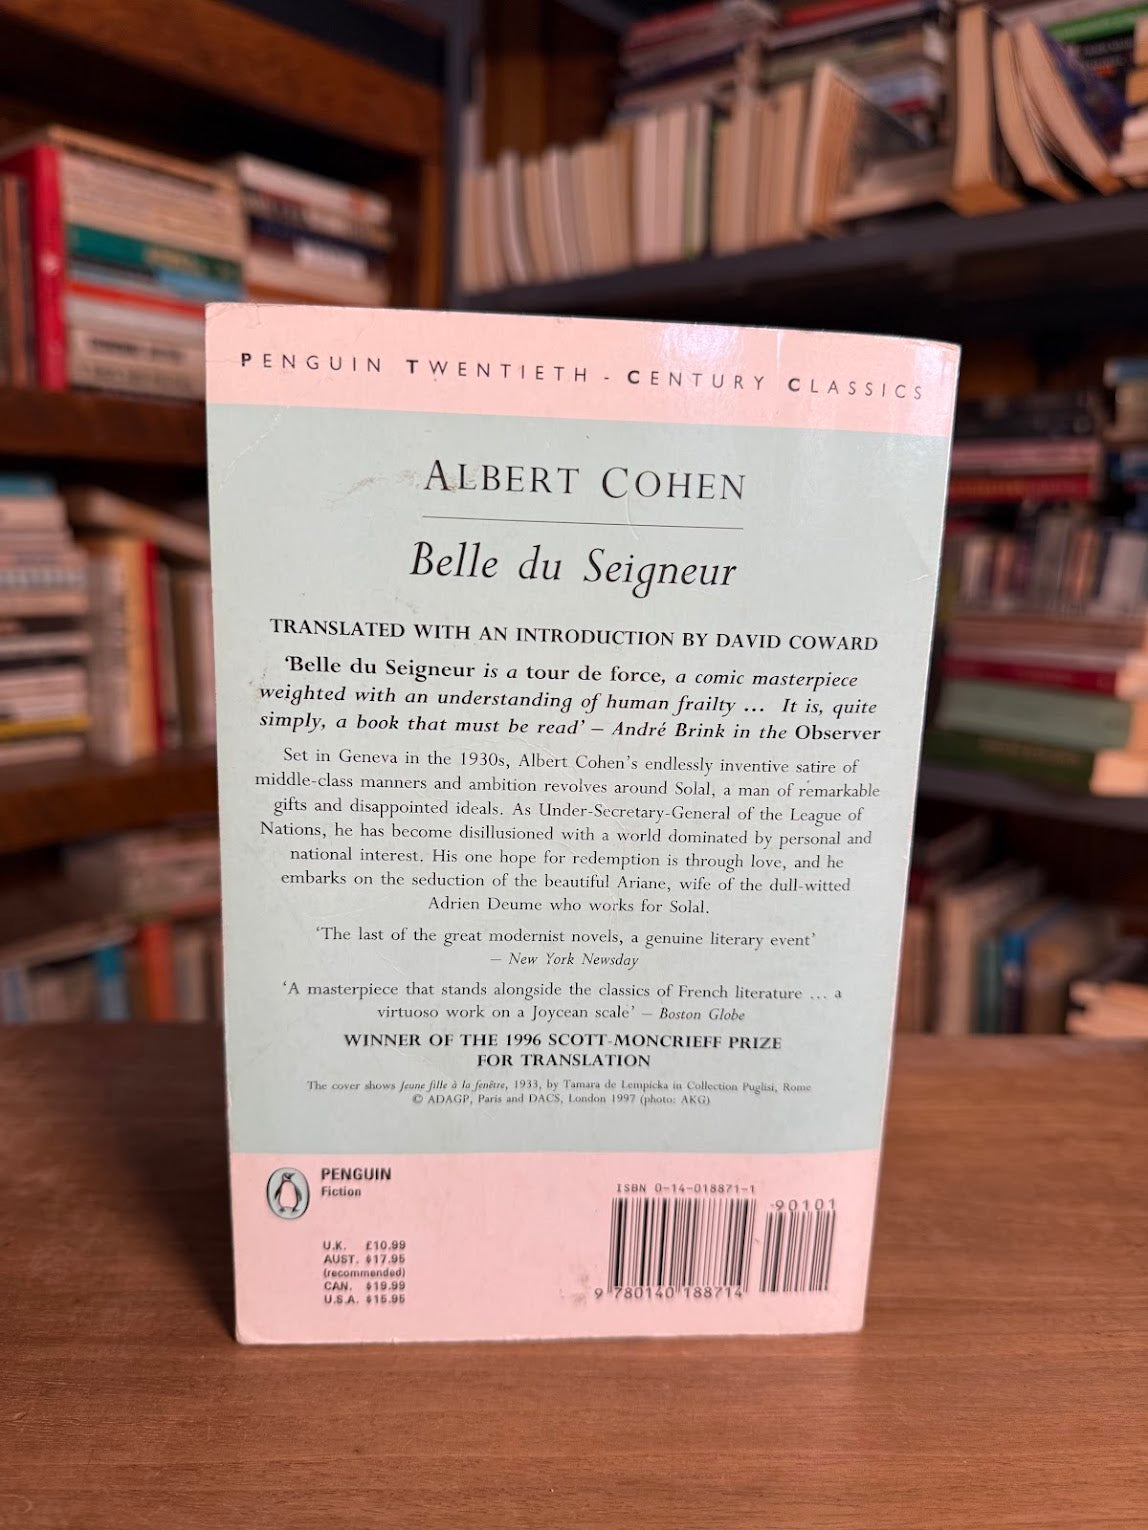 PENGUIN TWENTIETH-CENTURY CLASSICS
ALBERT COHEN
Belle du Seigneur
TRANSLATED WITH AN INTRODUCTION BY DAVID COWARD
‘Belle du Seigneur is a tour de force, a comic masterpiece
weighted with an understanding of human frailty ... It is, quite
simply, a book that must be read’ – André Brink in the Observer
Set in Geneva in the 1930s, Albert Cohen’s endlessly inventive satire of
middle-class manners and ambition revolves around Solal, a man of remarkable
gifts and disappointed ideals. As Under-Secretary-General of the League of
Nations, he has become disillusioned with a world dominated by personal and
national interest. His one hope for redemption is through love, and he
embarks on the seduction of the beautiful Ariane, wife of the dull-witted
Adrien Deume who works for Solal.
‘The last of the great modernist novels, a genuine literary event’
– New York Newsday
‘A masterpiece that stands alongside the classics of French literature ... a
virtuoso work on a Joycean scale’ – Boston Globe
WINNER OF THE 1996 SCOTT-MONCRIEFF PRIZE
FOR TRANSLATION
The cover shows Jeune fille à la fenêtre, 1933, by Tamara de Lempicka in Collection Puglisi, Rome
© ADAGP, Paris and DACS, London 1997 (photo: AKG)
PENGUIN
Fiction
U.K. £10.99
AUST. $17.95
(recommended)
CAN. $19.99
U.S.A. $15.95
ISBN 0-14-018871-1
90101
9 780140 188714